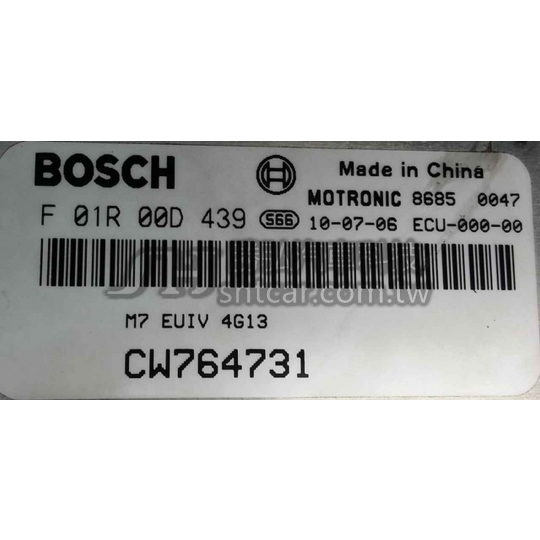 BOSCH Made in China
MOTRONIC 8685 0047
F 01R 00D 439 S66 10-07-06 ECU-000-00
shtcar.com.tw
M7 EUIV 4G13
CW764731